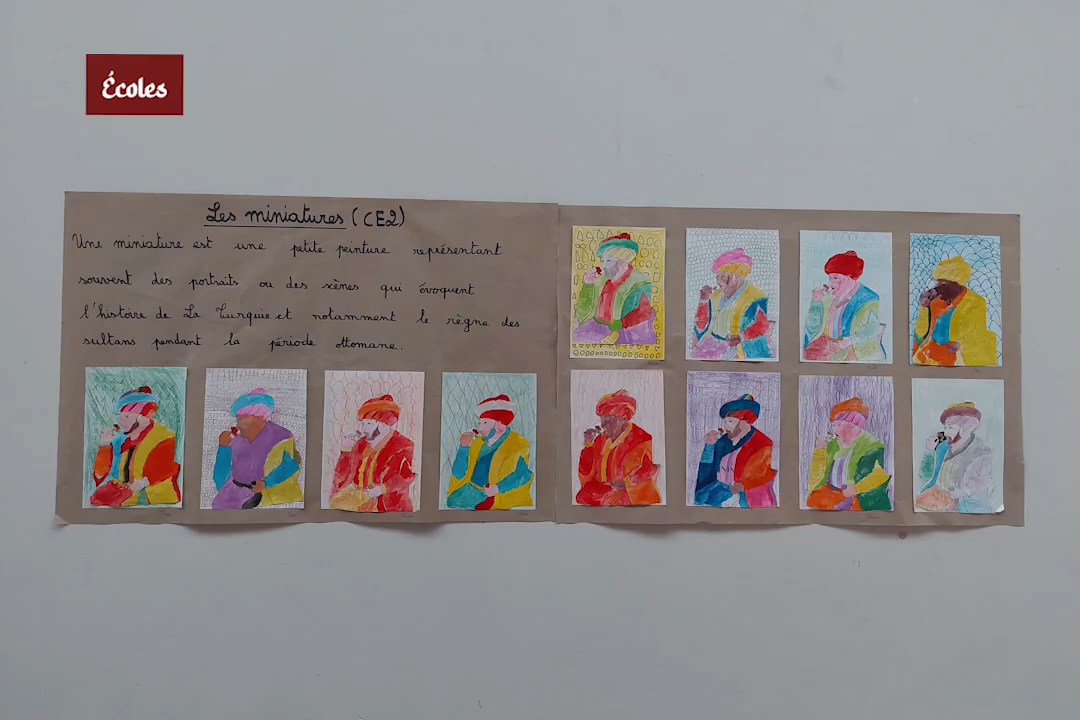 Écoles
Les miniatures (CE2)
Une miniature est une petite peinture représentant
souvent des portraits ou des scènes qui évoquent
l'histoire de La Turquie et notamment le règne des
sultans pendant la période ottomane.